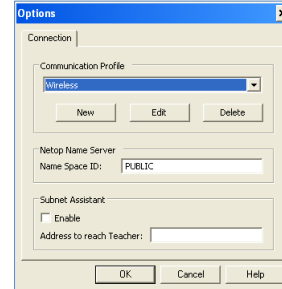 Options
Connection
Communication Profile
Wireless
New Edit Delete
Netop Name Server
Name Space ID: PUBLIC
Subnet Assistant
Enable
Address to reach Teacher:
OK Cancel Help